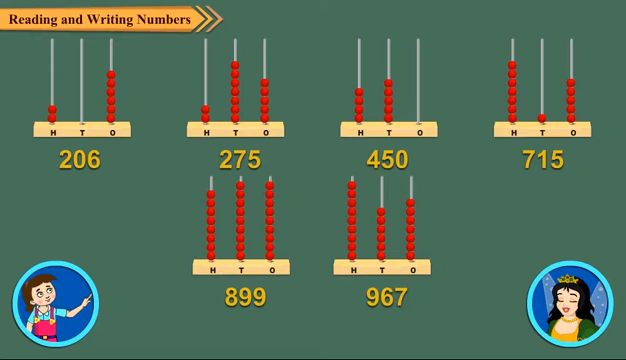 Reading and Writing Numbers
H T O
H T O
H T O
H T O
206
275
450
715
H T O
H T O
899
967